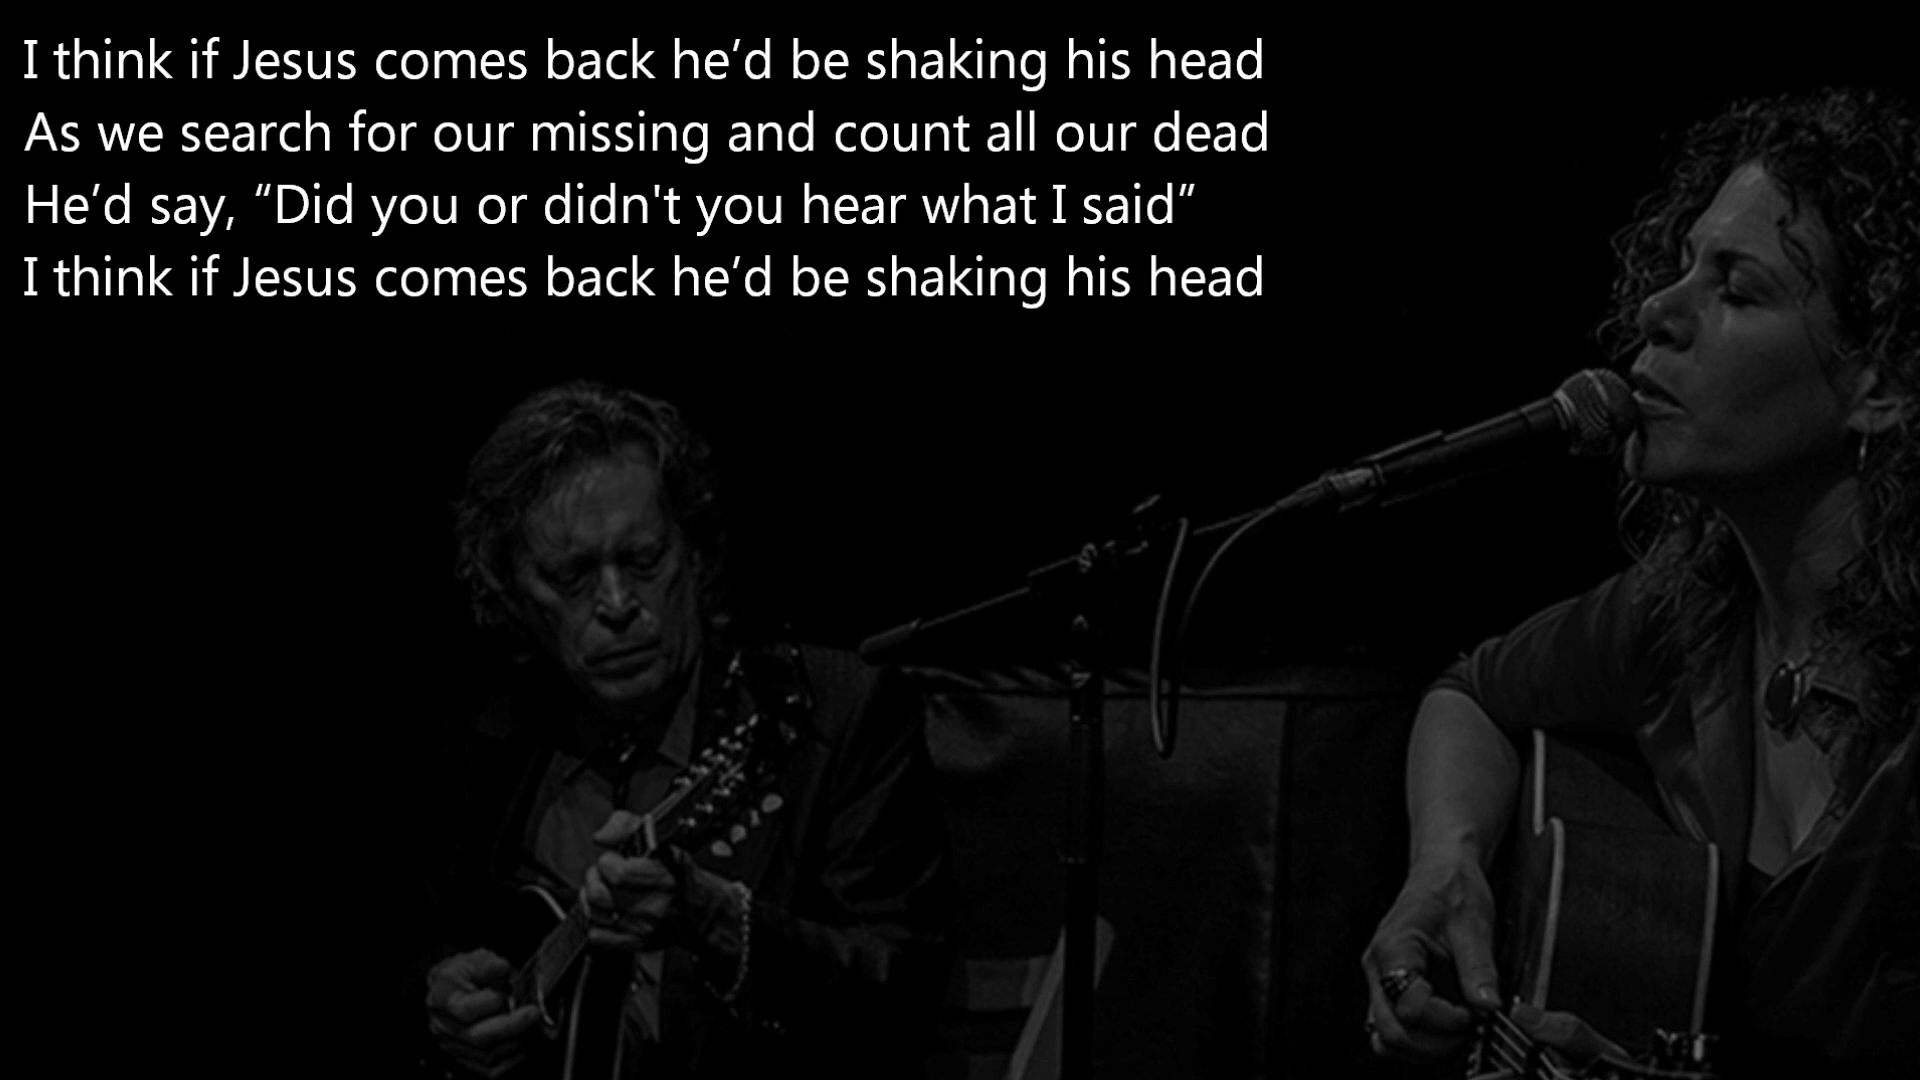 I think if Jesus comes back he’d be shaking his head
As we search for our missing and count all our dead
He’d say, “Did you or didn't you hear what I said”
I think if Jesus comes back he’d be shaking his head